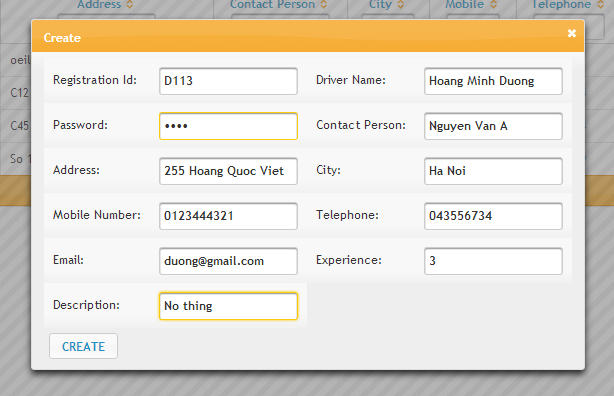 Address Contact Person City Mobile Telephone
Create
Registration Id: D113 Driver Name: Hoang Minh Duong
Password: •••• Contact Person: Nguyen Van A
Address: 255 Hoang Quoc Viet City: Ha Noi
Mobile Number: 0123444321 Telephone: 043556734
Email: duong@gmail.com Experience: 3
Description: No thing
CREATE
oeil
C12
C45
So 1